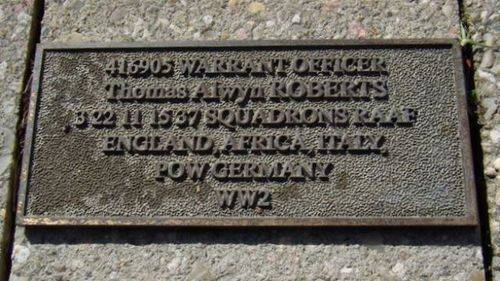 416905 WARRANT OFFICER
Thomas Alwyn ROBERTS
3 22 11 15 37 SQUADRONS RAAF
ENGLAND, AFRICA, ITALY,
POW GERMANY
WW2